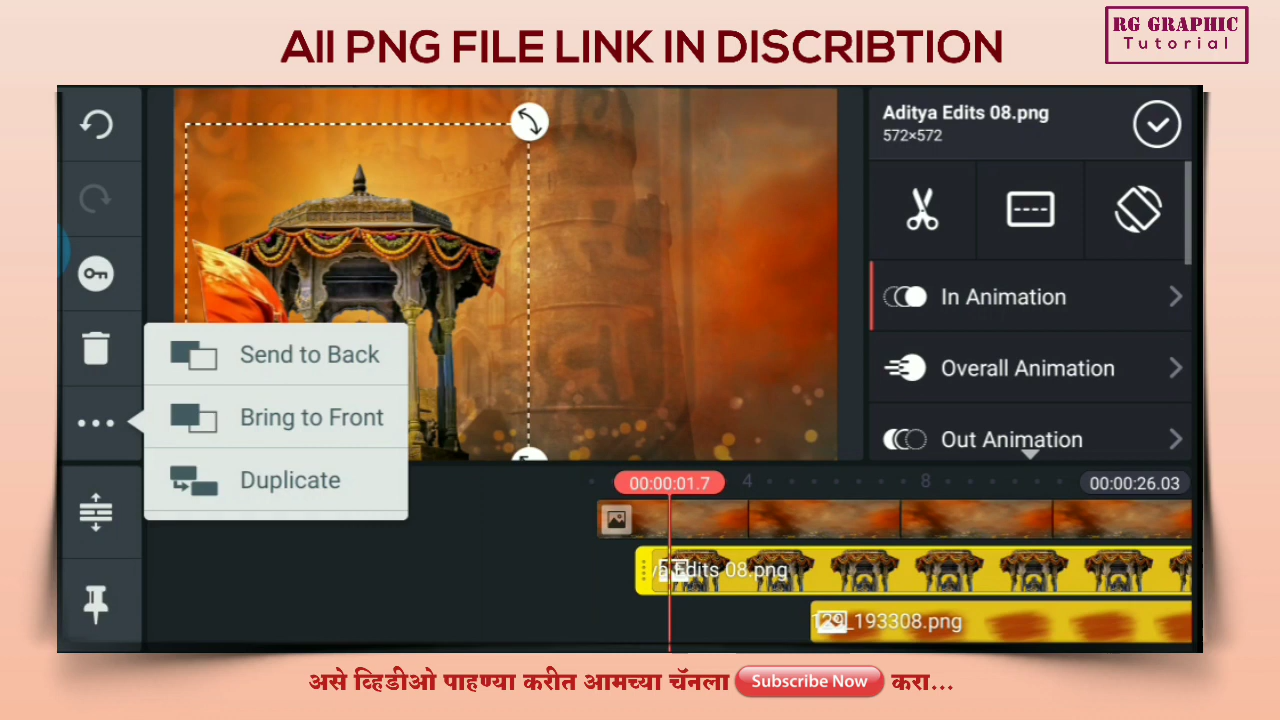 AII PNG FILE LINK IN DISCRIBTION
RG GRAPHIC
Tutorial
Aditya Edits 08.png
572×572
In Animation
Overall Animation
Out Animation
Send to Back
Bring to Front
Duplicate
00:00:01.7
4
8
00:00:26.03
Edits 08.png
_193308.png
असे व्हिडीओ पाहण्या करीत आमच्या चॅनला Subscribe Now करा...